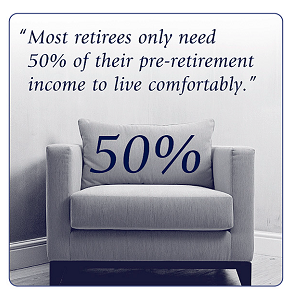 “Most retirees only need
50% of their pre-retirement
income to live comfortably.”
50%